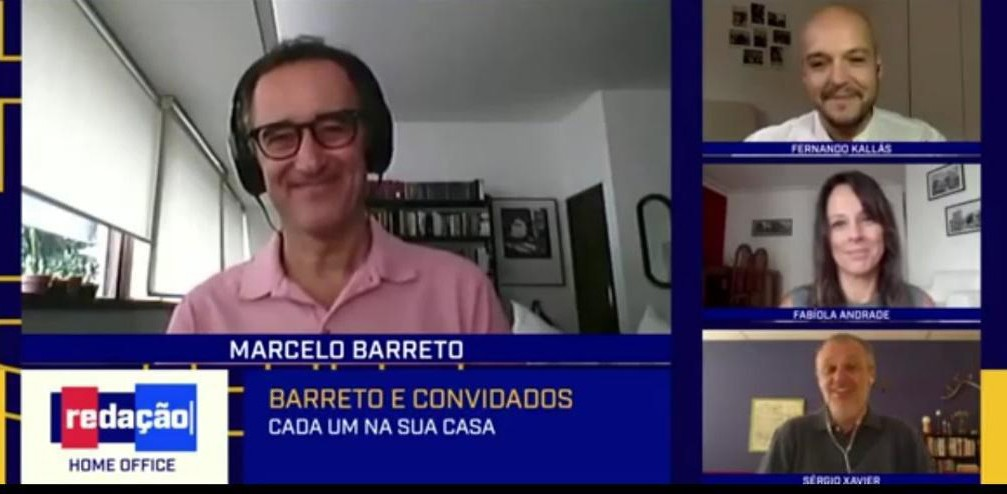 FERNANDO KALLÁS
FABÍOLA ANDRADE
SÉRGIO XAVIER
MARCELO BARRETO
redação
HOME OFFICE
BARRETO E CONVIDADOS
CADA UM NA SUA CASA